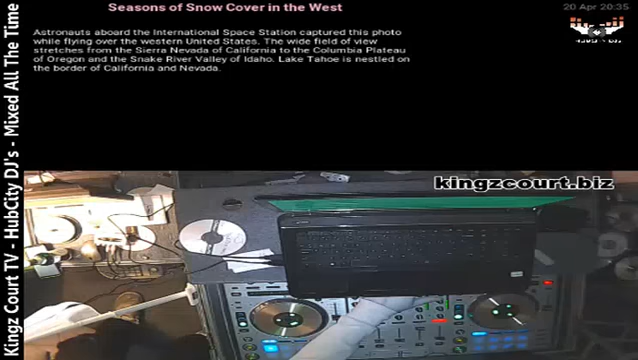 Seasons of Snow Cover in the West
20 Apr 20:35
Astronauts aboard the International Space Station captured this photo
while flying over the western United States. The wide field of view
stretches from the Sierra Nevada of California to the Columbia Plateau
of Oregon and the Snake River Valley of Idaho. Lake Tahoe is nestled on
the border of California and Nevada.
kingzcourt.biz
Kingz Court TV - HubCity DJ's - Mixed All The Time